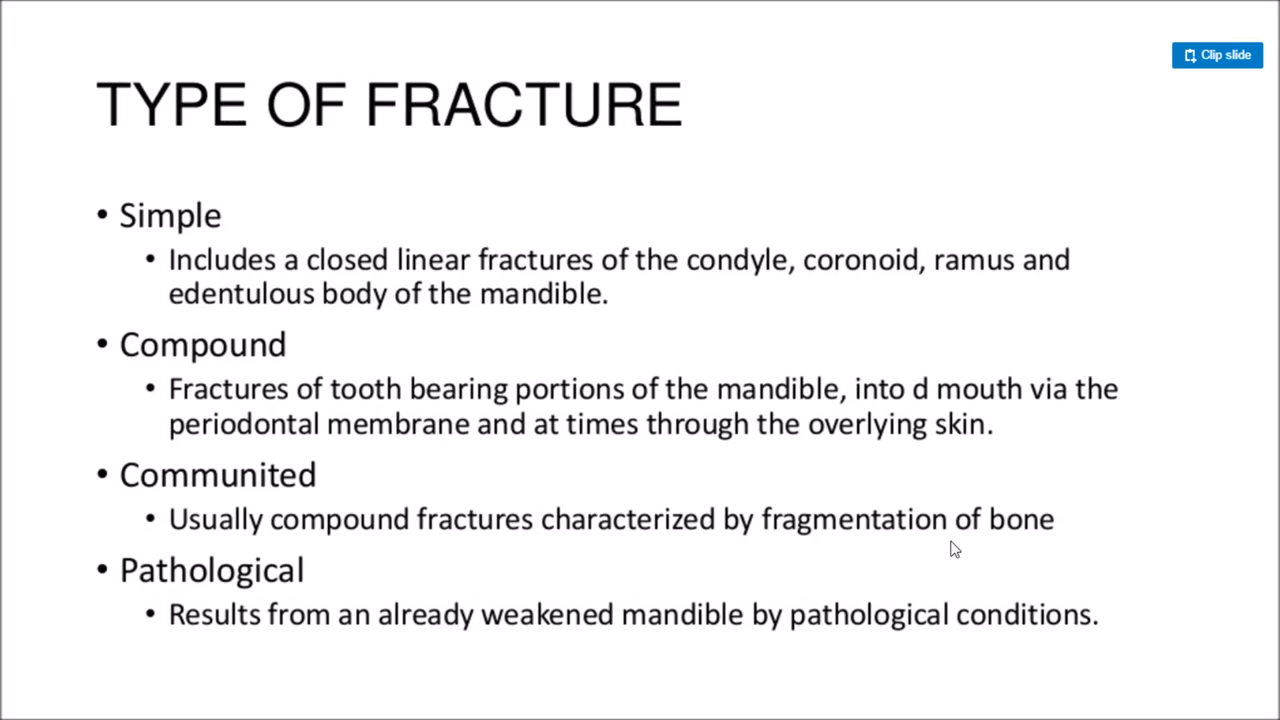 Clip slide
TYPE OF FRACTURE
• Simple
• Includes a closed linear fractures of the condyle, coronoid, ramus and
edentulous body of the mandible.
• Compound
• Fractures of tooth bearing portions of the mandible, into d mouth via the
periodontal membrane and at times through the overlying skin.
• Communited
• Usually compound fractures characterized by fragmentation of bone
• Pathological
• Results from an already weakened mandible by pathological conditions.